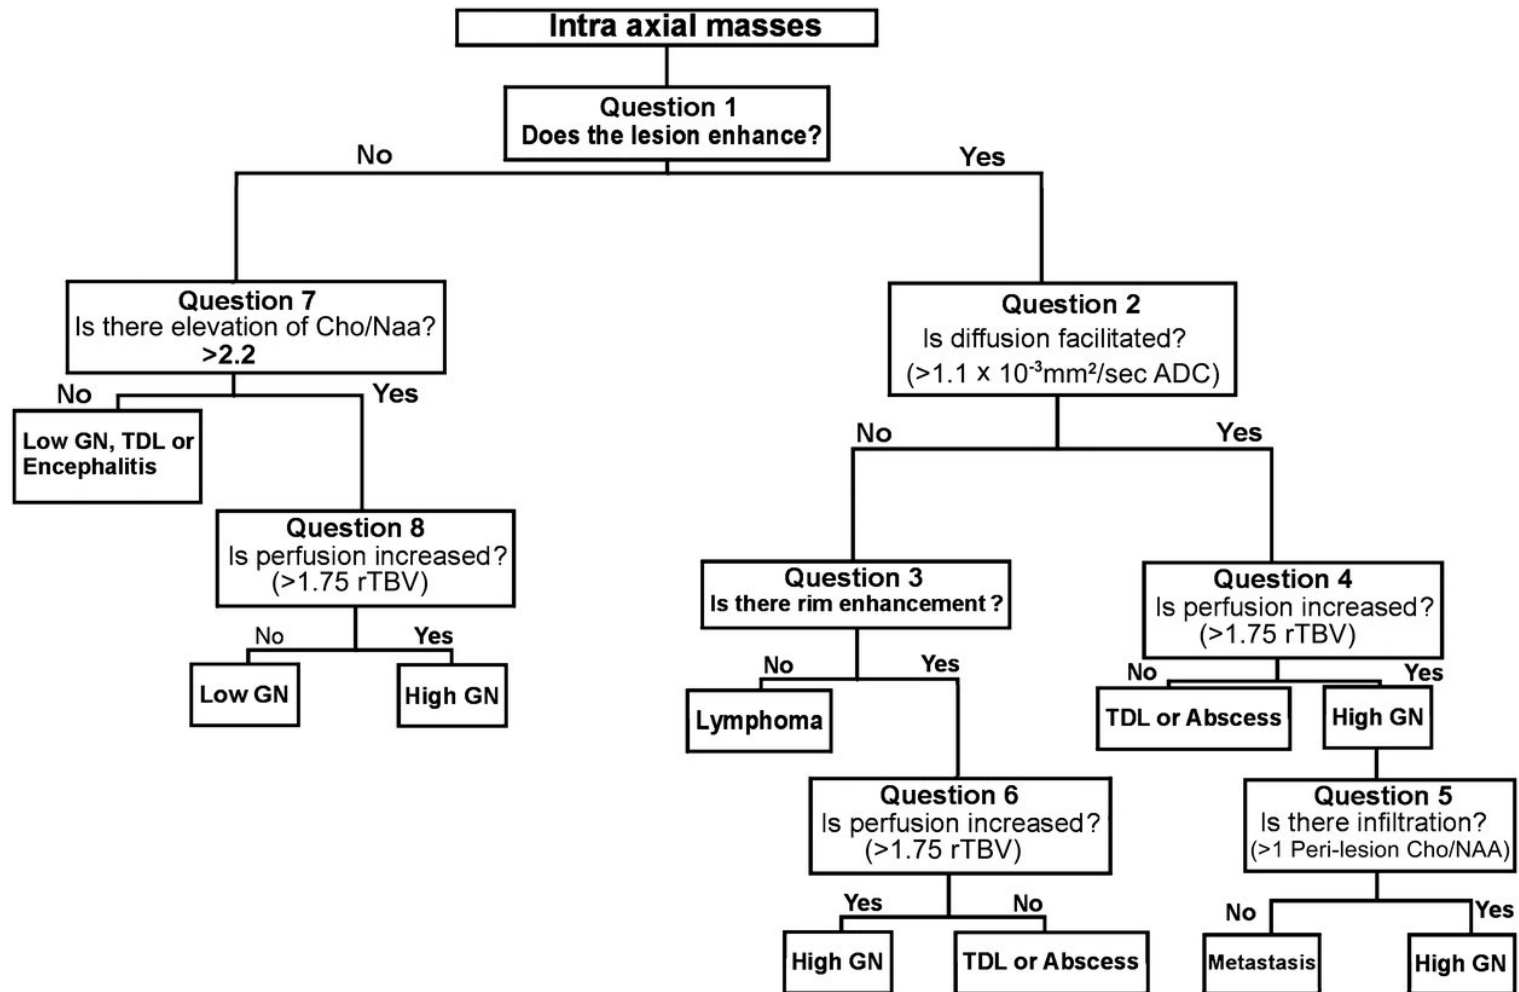 Intra axial masses
Question 1
Does the lesion enhance?
No
Yes
Question 7
Is there elevation of Cho/Naa?
>2.2
No
Yes
Low GN, TDL or
Encephalitis
Question 8
Is perfusion increased?
(>1.75 rTBV)
No
Yes
Low GN
High GN
Question 2
Is diffusion facilitated?
(>1.1 x 10⁻³mm²/sec ADC)
No
Yes
Question 3
Is there rim enhancement?
No
Yes
Lymphoma
Question 6
Is perfusion increased?
(>1.75 rTBV)
Yes
No
High GN
TDL or Abscess
Question 4
Is perfusion increased?
(>1.75 rTBV)
No
Yes
TDL or Abscess
High GN
Question 5
Is there infiltration?
(>1 Peri-lesion Cho/NAA)
No
Yes
Metastasis
High GN